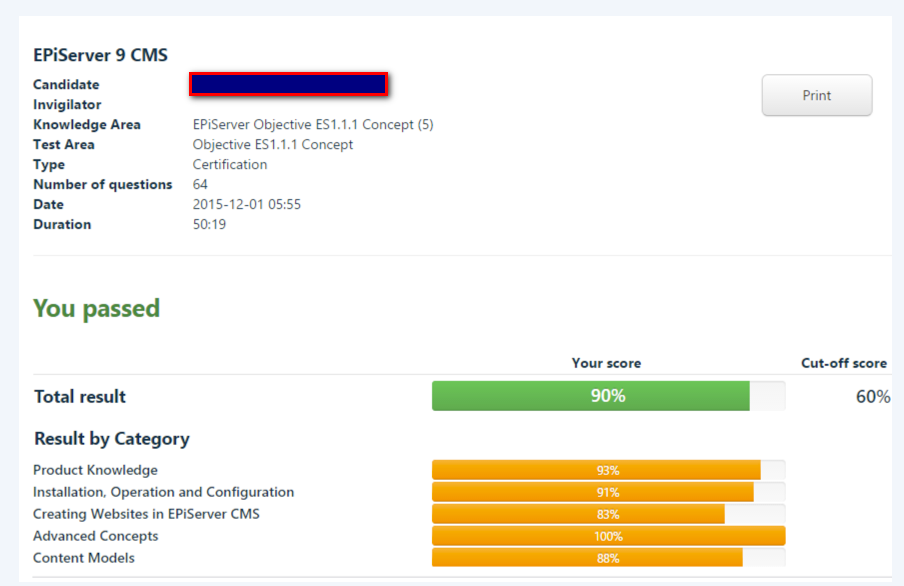 EPiServer 9 CMS
Candidate
Print
Invigilator
Knowledge Area EPiServer Objective ES1.1.1 Concept (5)
Test Area Objective ES1.1.1 Concept
Type Certification
Number of questions 64
Date 2015-12-01 05:55
Duration 50:19
You passed
Your score Cut-off score
Total result 90% 60%
Result by Category
Product Knowledge 93%
Installation, Operation and Configuration 91%
Creating Websites in EPiServer CMS 83%
Advanced Concepts 100%
Content Models 88%